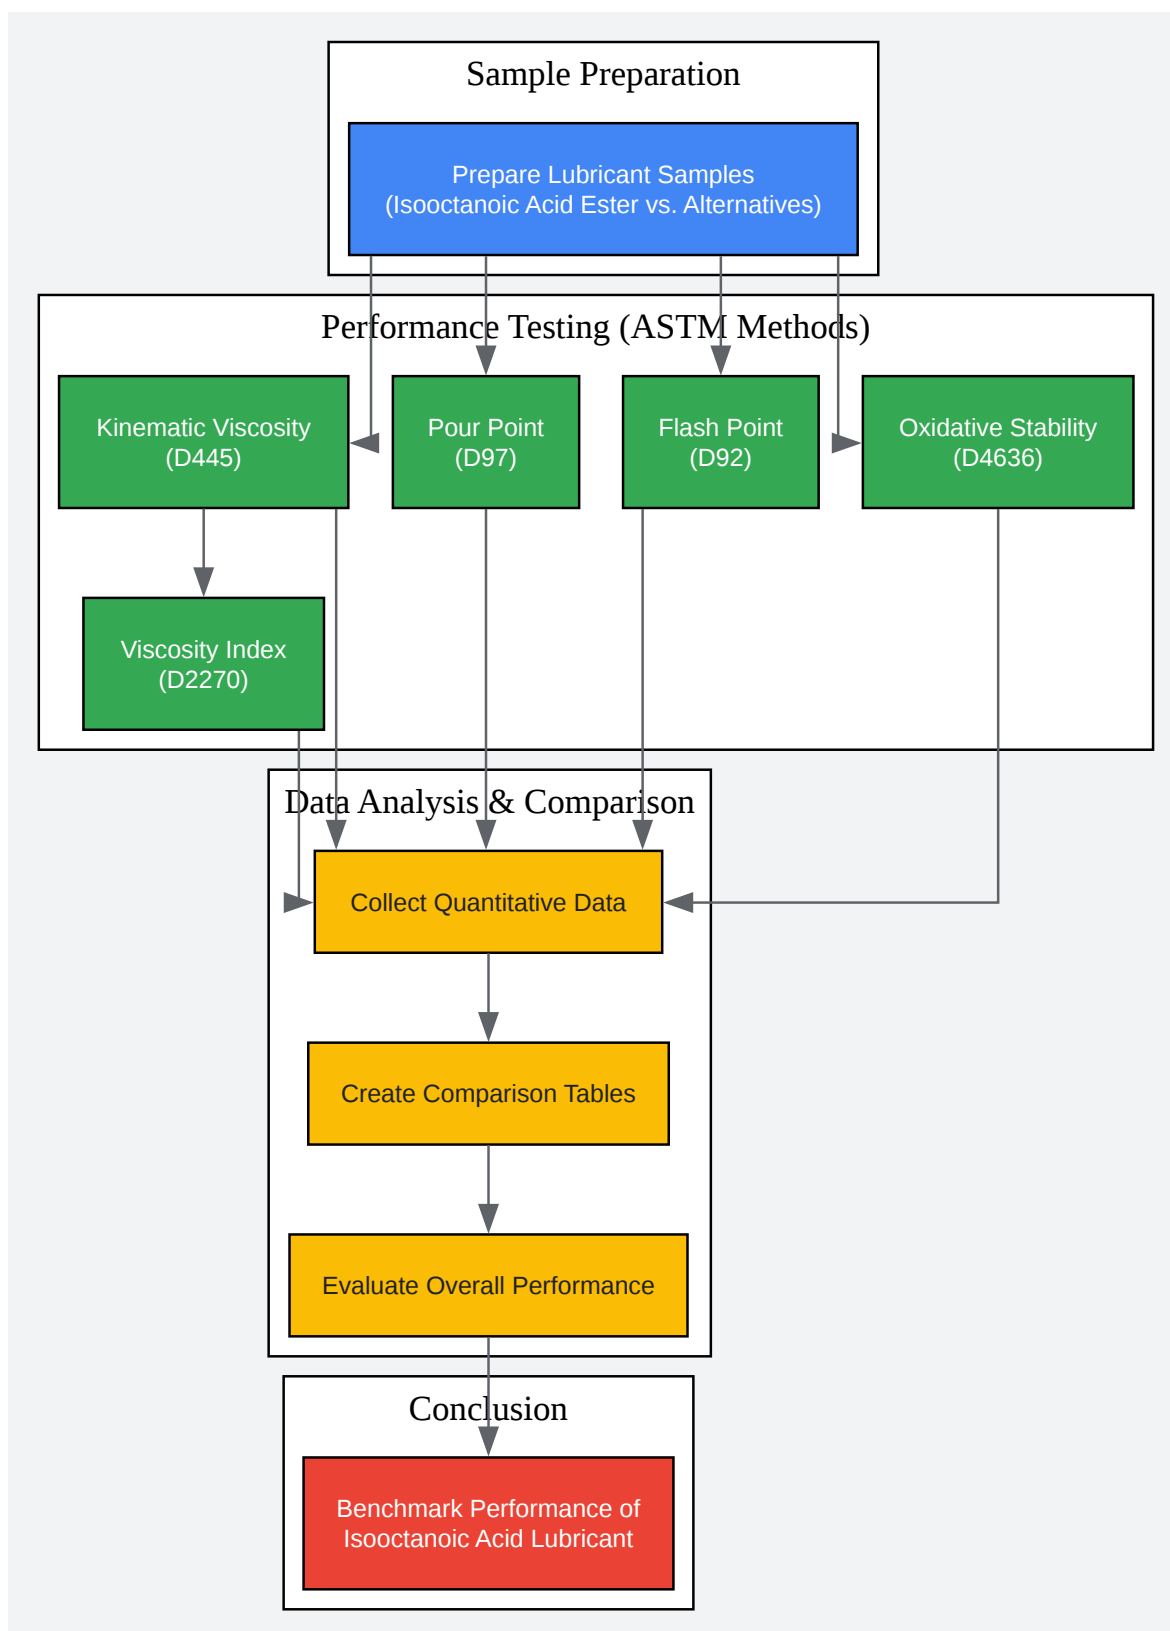 Sample Preparation
Prepare Lubricant Samples
(Isooctanoic Acid Ester vs. Alternatives)
Performance Testing (ASTM Methods)
Kinematic Viscosity
(D445)
Pour Point
(D97)
Flash Point
(D92)
Oxidative Stability
(D4636)
Viscosity Index
(D2270)
Data Analysis & Comparison
Collect Quantitative Data
Create Comparison Tables
Evaluate Overall Performance
Conclusion
Benchmark Performance of
Isooctanoic Acid Lubricant